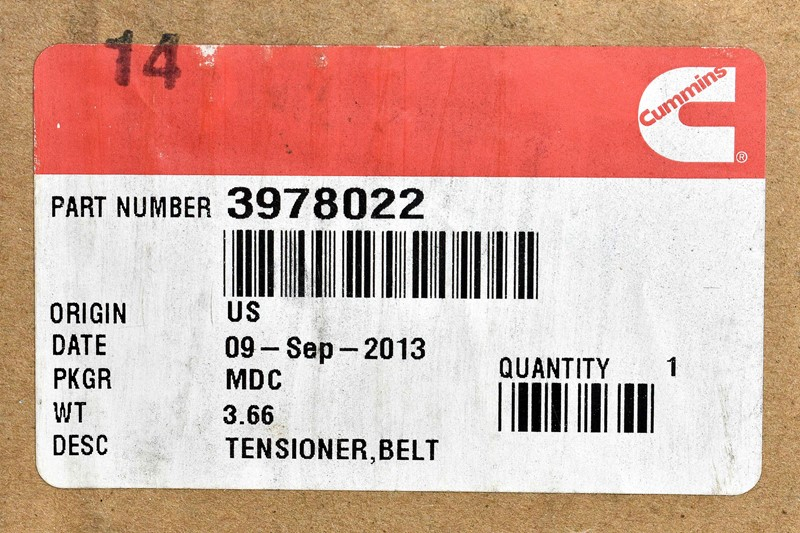 14
Cummins
®
PART NUMBER 3978022
ORIGIN US
DATE 09-Sep-2013
PKGR MDC
QUANTITY 1
WT 3.66
DESC TENSIONER,BELT